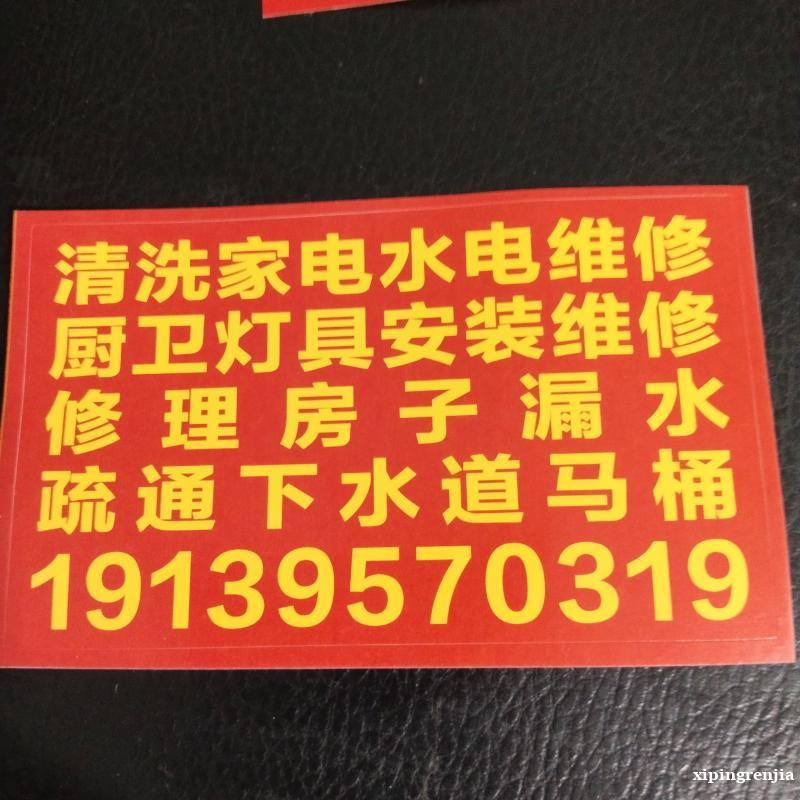 清洗家电水电维修
厨卫灯具安装维修
修理房子漏水
疏通下水道马桶
19139570319
xipingrenjia